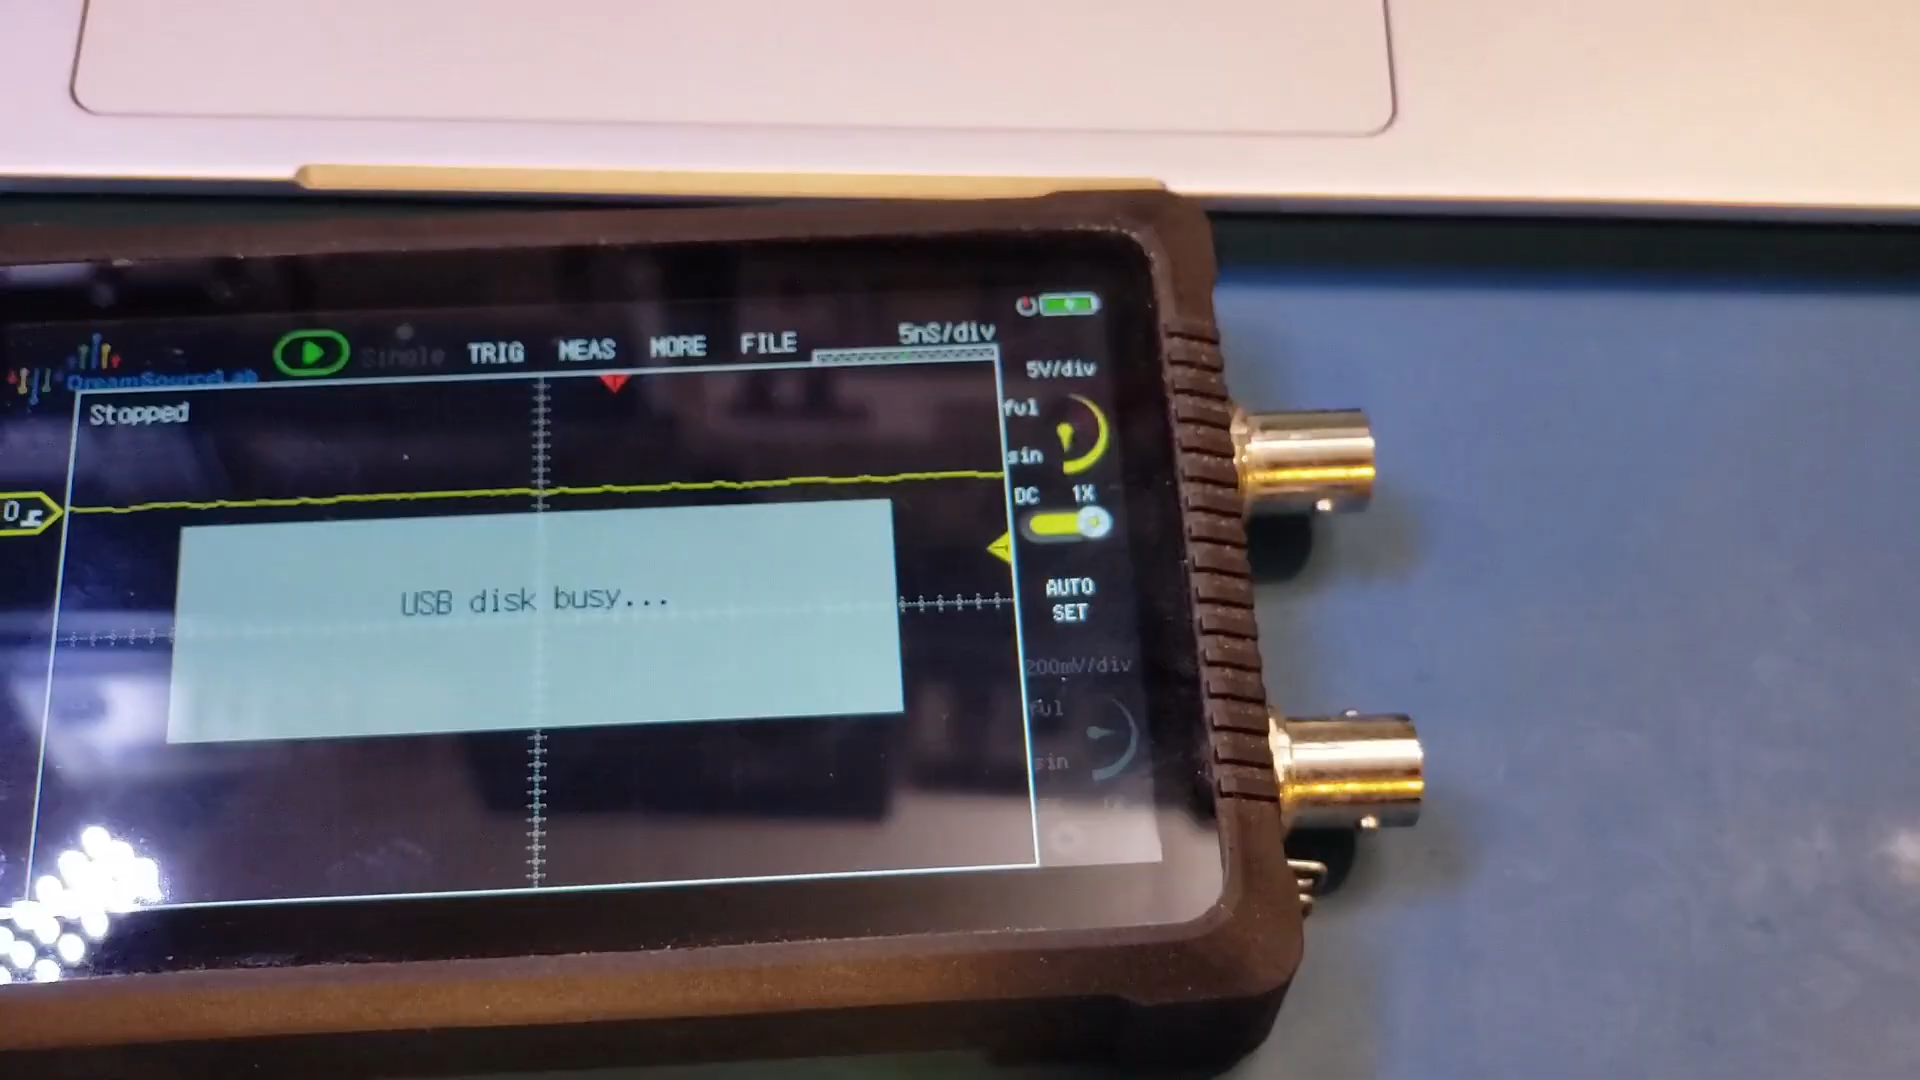 DreamSourceLab
Single
TRIG
MEAS
MORE
FILE
5nS/div
5V/div
Stopped
ful
sin
0
DC 1X
USB disk busy...
AUTO
SET
200mV/div
ful
sin